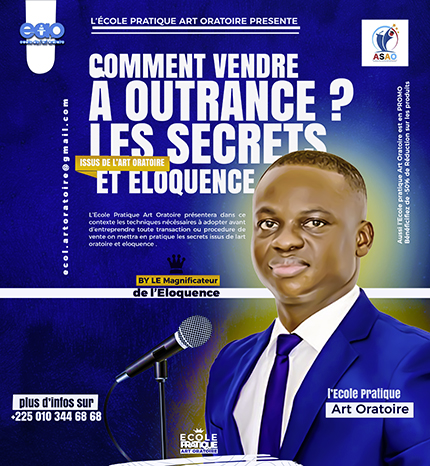 L'ÉCOLE PRATIQUE ART ORATOIRE PRESENTE
ASAO
COMMENT VENDRE
A OUTRANCE ?
LES SECRETS
ISSUS DE L'ART ORATOIRE
ET ELOQUENCE
ecol.artoratoire@gmail.com
Aussi l'Ecole pratique Art Oratoire est en PROMO
Bénéficiiez de -50% de Réduction sur les produits
L'Ecole Pratique Art Oratoire présentera dans ce
contexte les techniques nécéssaires à adopter avant
d'entreprendre toute transaction ou procedure de
vente on mettra en pratique les secrets issus de lart
oratoire et eloquence .
BY LE Magnificateur
de l'Eloquence
plus d'infos sur
+225 010 344 68 68
l'Ecole Pratique
Art Oratoire
ECOLE
PRATIQUE
ART ORATOIRE